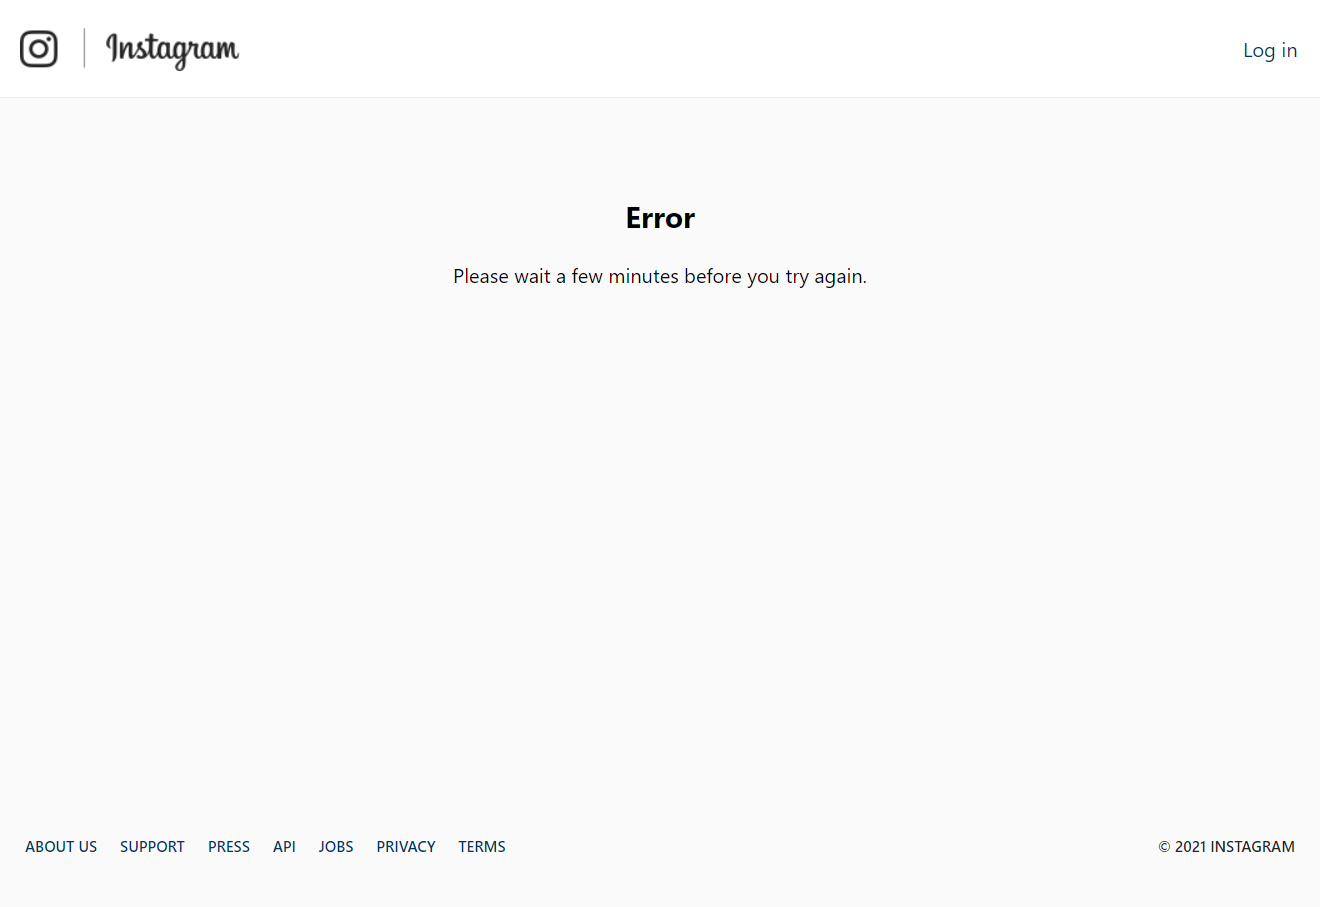 Instagram
Log in
Error
Please wait a few minutes before you try again.
ABOUT US SUPPORT PRESS API JOBS PRIVACY TERMS
© 2021 INSTAGRAM